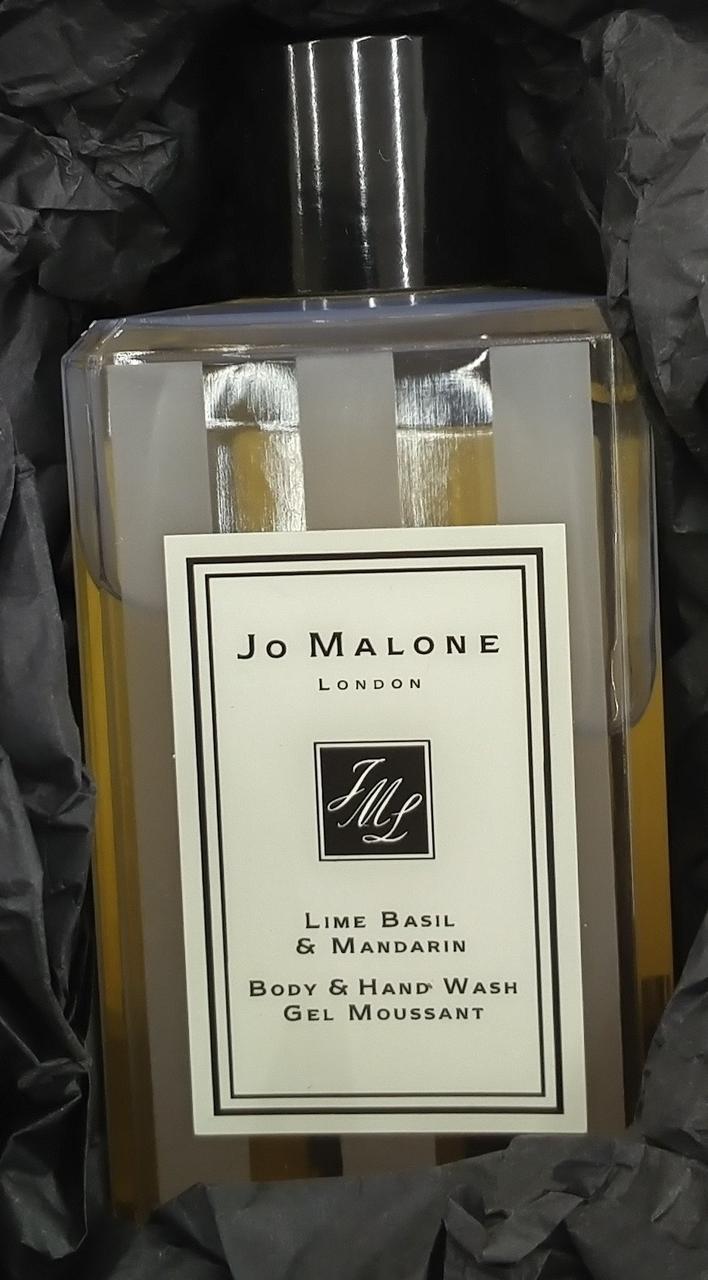 Jo Malone
London
JML
Lime Basil
& Mandarin
Body & Hand Wash
Gel Moussant